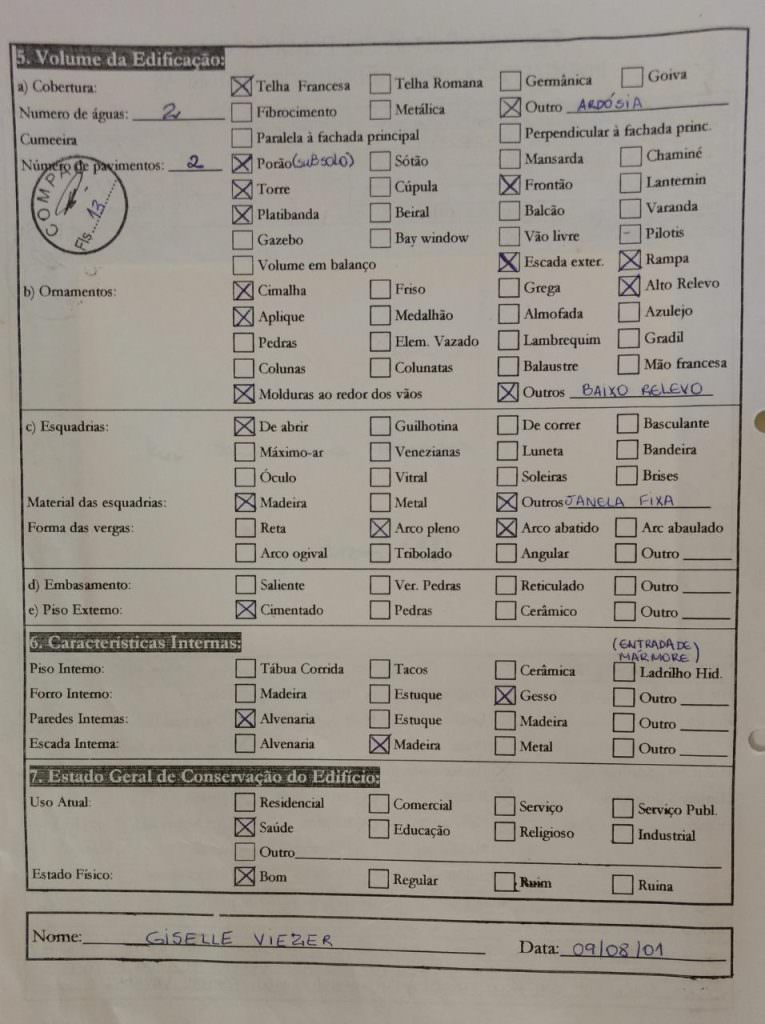 5. Volume da Edificação:
a) Cobertura: ☒ Telha Francesa ☐ Telha Romana ☐ Germânica ☐ Goiva
Numero de águas: 2 ☐ Fibrocimento ☐ Metálica ☒ Outro ARDÓSIA
Cumeeira ☐ Paralela à fachada principal ☐ Perpendicular à fachada princ.
Número de pavimentos: 2 ☒ Porão (SUBSOLO) ☐ Sótão ☐ Mansarda ☐ Chaminé
☒ Torre ☐ Cúpula ☒ Frontão ☐ Lanternin
☒ Platibanda ☐ Beiral ☐ Balcão ☐ Varanda
☐ Gazebo ☐ Bay window ☐ Vão livre ☐ Pilotis
☐ Volume em balanço ☒ Escada exter. ☒ Rampa
COMP
Fls. 13
b) Ornamentos: ☒ Cimalha ☐ Friso ☐ Grega ☒ Alto Relevo
☒ Aplique ☐ Medalhão ☐ Almofada ☐ Azulejo
☐ Pedras ☐ Elem. Vazado ☐ Lambrequim ☐ Gradil
☐ Colunas ☐ Colunatas ☐ Balaustre ☐ Mão francesa
☒ Molduras ao redor dos vãos ☒ Outros BAIXO RELEVO
c) Esquadrias: ☒ De abrir ☐ Guilhotina ☐ De correr ☐ Basculante
☐ Máximo-ar ☐ Venezianas ☐ Luneta ☐ Bandeira
☐ Óculo ☐ Vitral ☐ Soleiras ☐ Brises
Material das esquadrias: ☒ Madeira ☐ Metal ☒ Outros JANELA FIXA
Forma das vergas: ☐ Reta ☒ Arco pleno ☒ Arco abatido ☐ Arc abaulado
☐ Arco ogival ☐ Tribolado ☐ Angular ☐ Outro
d) Embasamento: ☐ Saliente ☐ Ver. Pedras ☐ Reticulado ☐ Outro
e) Piso Externo: ☒ Cimentado ☐ Pedras ☐ Cerâmico ☐ Outro
6. Características Internas:
(ENTRADA DE
MÁRMORE)
Piso Interno: ☐ Tábua Corrida ☐ Tacos ☐ Cerâmica ☐ Ladrilho Hid.
Forro Interno: ☐ Madeira ☐ Estuque ☒ Gesso ☐ Outro
Paredes Internas: ☒ Alvenaria ☐ Estuque ☐ Madeira ☐ Outro
Escada Interna: ☐ Alvenaria ☒ Madeira ☐ Metal ☐ Outro
7. Estado Geral de Conservação do Edifício:
Uso Atual: ☐ Residencial ☐ Comercial ☐ Serviço ☐ Serviço Publ.
☒ Saúde ☐ Educação ☐ Religioso ☐ Industrial
☐ Outro
Estado Físico: ☒ Bom ☐ Regular ☐ Ruim ☐ Ruina
Nome: GISELLE VIEZER Data: 09/08/01